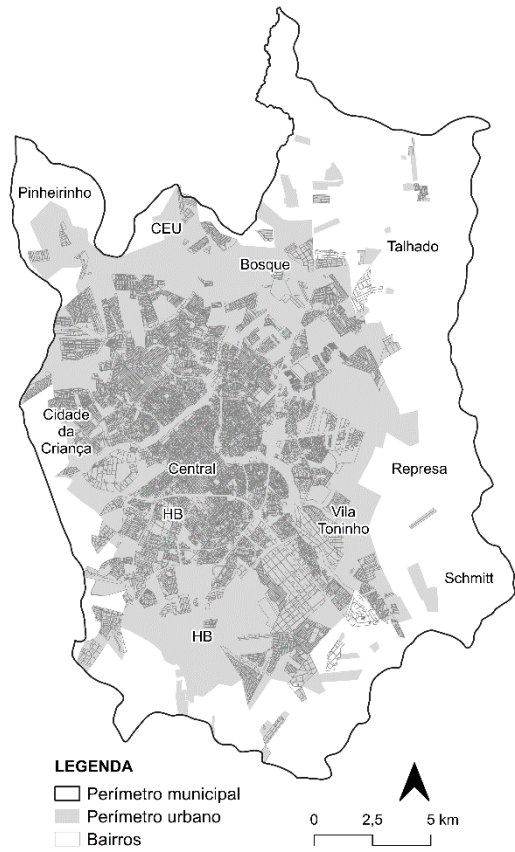 Pinheirinho
CEU
Talhado
Bosque
Cidade
da
Criança
Central
Represa
HB
Vila
Toninho
Schmitt
HB
LEGENDA
Perímetro municipal
Perímetro urbano
Bairros
0 2,5 5 km